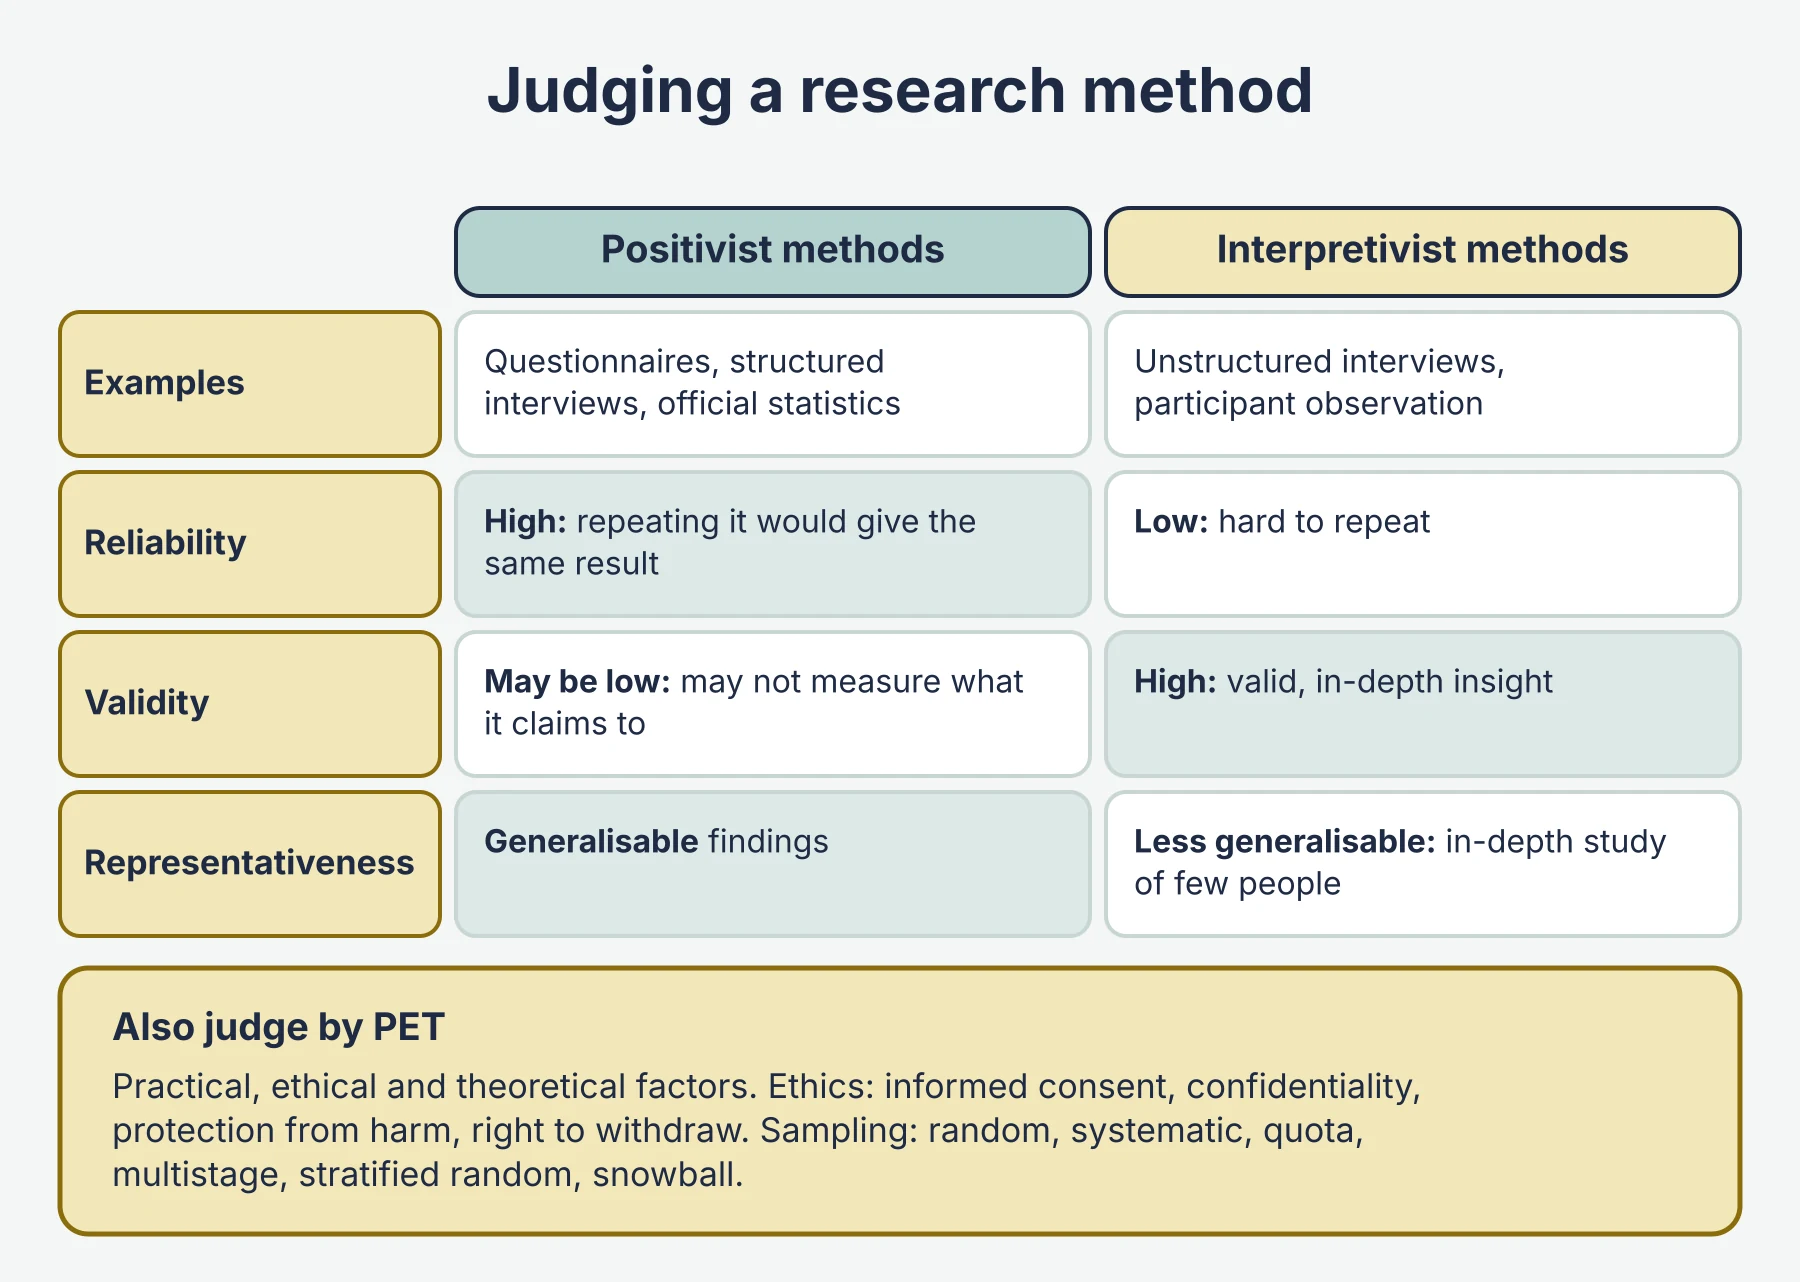 Judging a research method
Positivist methods
Interpretivist methods
Examples
Questionnaires, structured
interviews, official statistics
Unstructured interviews,
participant observation
Reliability
High: repeating it would give the
same result
Low: hard to repeat
Validity
May be low: may not measure what
it claims to
High: valid, in-depth insight
Representativeness
Generalisable findings
Less generalisable: in-depth study
of few people
Also judge by PET
Practical, ethical and theoretical factors. Ethics: informed consent, confidentiality,
protection from harm, right to withdraw. Sampling: random, systematic, quota,
multistage, stratified random, snowball.